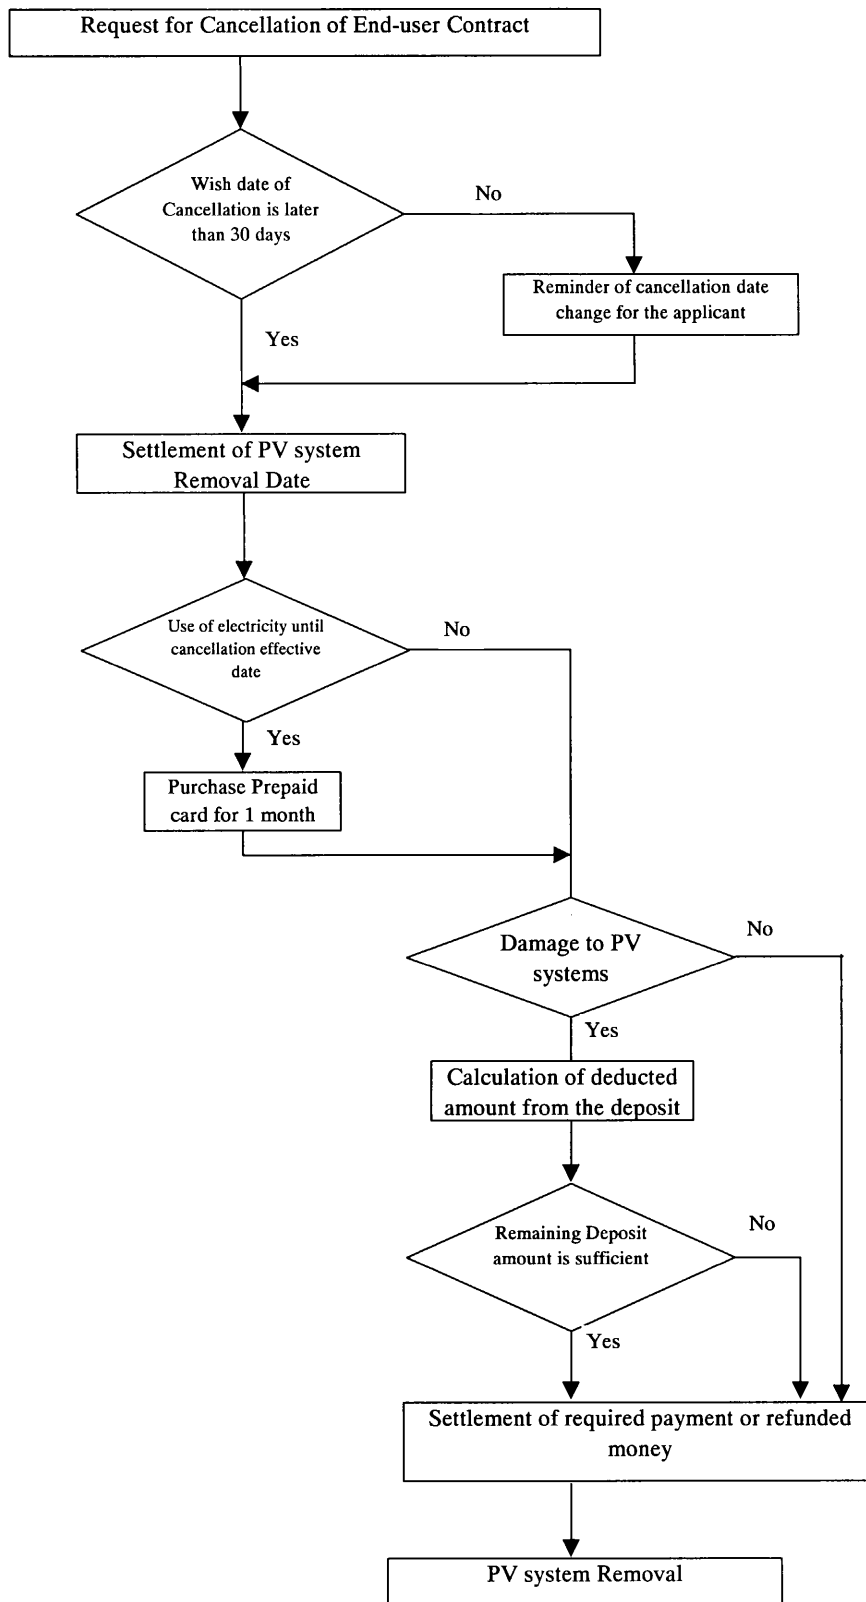 Request for Cancellation of End-user Contract
Wish date of
Cancellation is later
than 30 days
No
Reminder of cancellation date
change for the applicant
Yes
Settlement of PV system
Removal Date
Use of electricity until
cancellation effective
date
No
Yes
Purchase Prepaid
card for 1 month
Damage to PV
systems
No
Yes
Calculation of deducted
amount from the deposit
Remaining Deposit
amount is sufficient
No
Yes
Settlement of required payment or refunded
money
PV system Removal